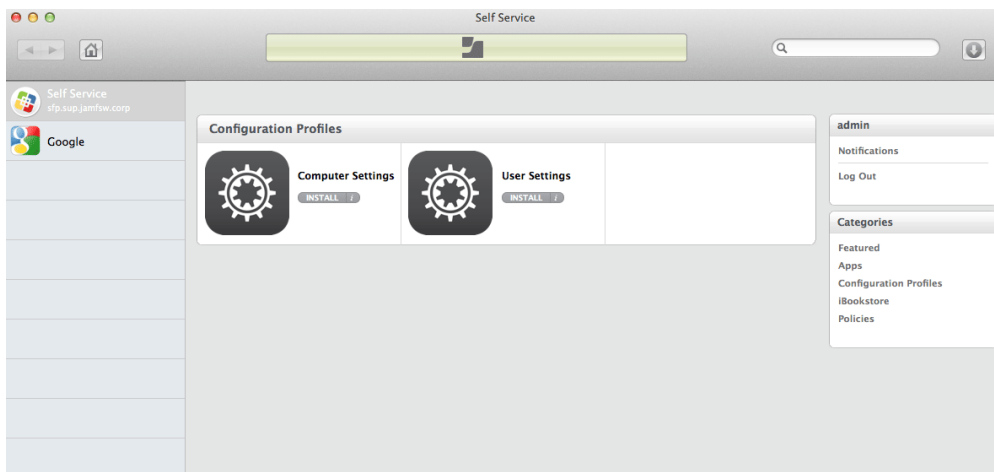 Self Service
Self Service
sfp.sup.jamfsw.corp
Google
Configuration Profiles
Computer Settings
INSTALL i
User Settings
INSTALL i
admin
Notifications
Log Out
Categories
Featured
Apps
Configuration Profiles
iBookstore
Policies